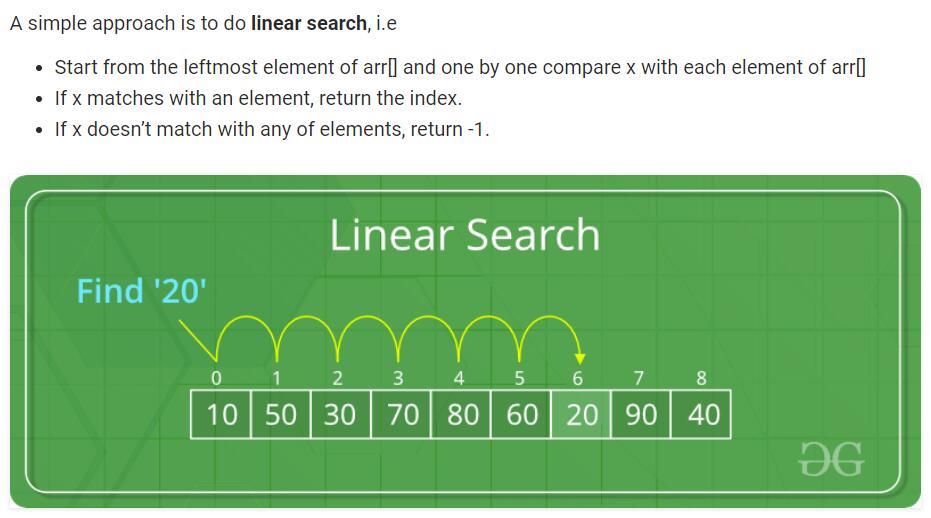 A simple approach is to do linear search, i.e
• Start from the leftmost element of arr[] and one by one compare x with each element of arr[]
• If x matches with an element, return the index.
• If x doesn’t match with any of elements, return -1.
Linear Search
Find '20'
0 1 2 3 4 5 6 7 8
10 50 30 70 80 60 20 90 40